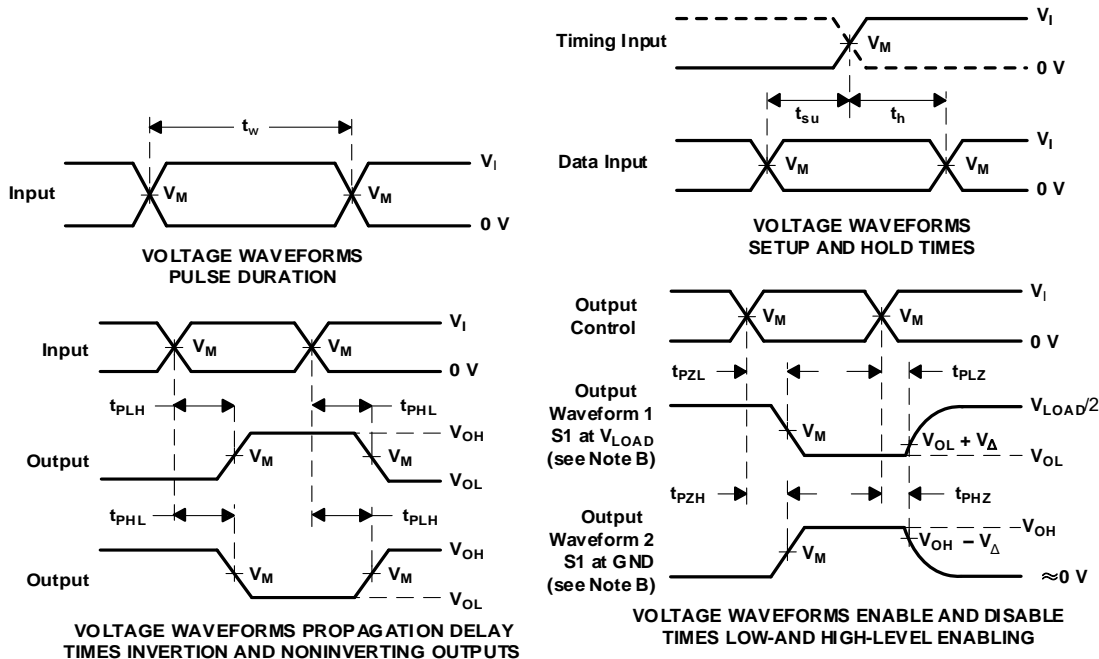 t_w
Input
V_I
V_M
V_M
0 V
VOLTAGE WAVEFORMS
PULSE DURATION
Timing Input
V_I
V_M
0 V
t_su
t_h
Data Input
V_I
V_M
V_M
0 V
VOLTAGE WAVEFORMS
SETUP AND HOLD TIMES
Input
V_I
V_M
V_M
0 V
t_PLH
t_PHL
Output
V_OH
V_M
V_M
V_OL
t_PHL
t_PLH
Output
V_OH
V_M
V_M
V_OL
VOLTAGE WAVEFORMS PROPAGATION DELAY
TIMES INVERTION AND NONINVERTING OUTPUTS
Output
Control
V_I
V_M
V_M
0 V
t_PZL
t_PLZ
Output
Waveform 1
S1 at V_LOAD
(see Note B)
V_LOAD/2
V_M
V_OL + V_Δ
V_OL
t_PZH
t_PHZ
Output
Waveform 2
S1 at GND
(see Note B)
V_OH
V_M
V_OH − V_Δ
≈0 V
VOLTAGE WAVEFORMS ENABLE AND DISABLE
TIMES LOW-AND HIGH-LEVEL ENABLING